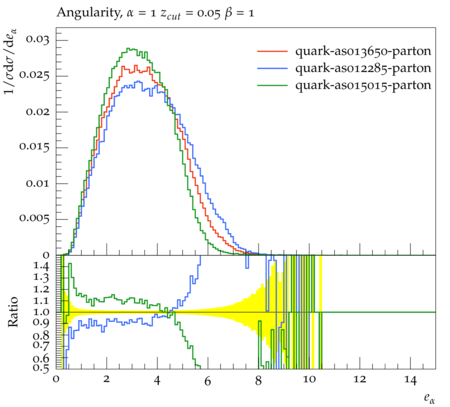 Angularity, α = 1 z_cut = 0.05 β = 1
1/σdσ/de_α
0.03
0.025
0.02
0.015
0.01
0.005
0
quark-as013650-parton
quark-as012285-parton
quark-as015015-parton
Ratio
1.4
1.3
1.2
1.1
1.0
0.9
0.8
0.7
0.6
0.5
0 2 4 6 8 10 12 14
e_α